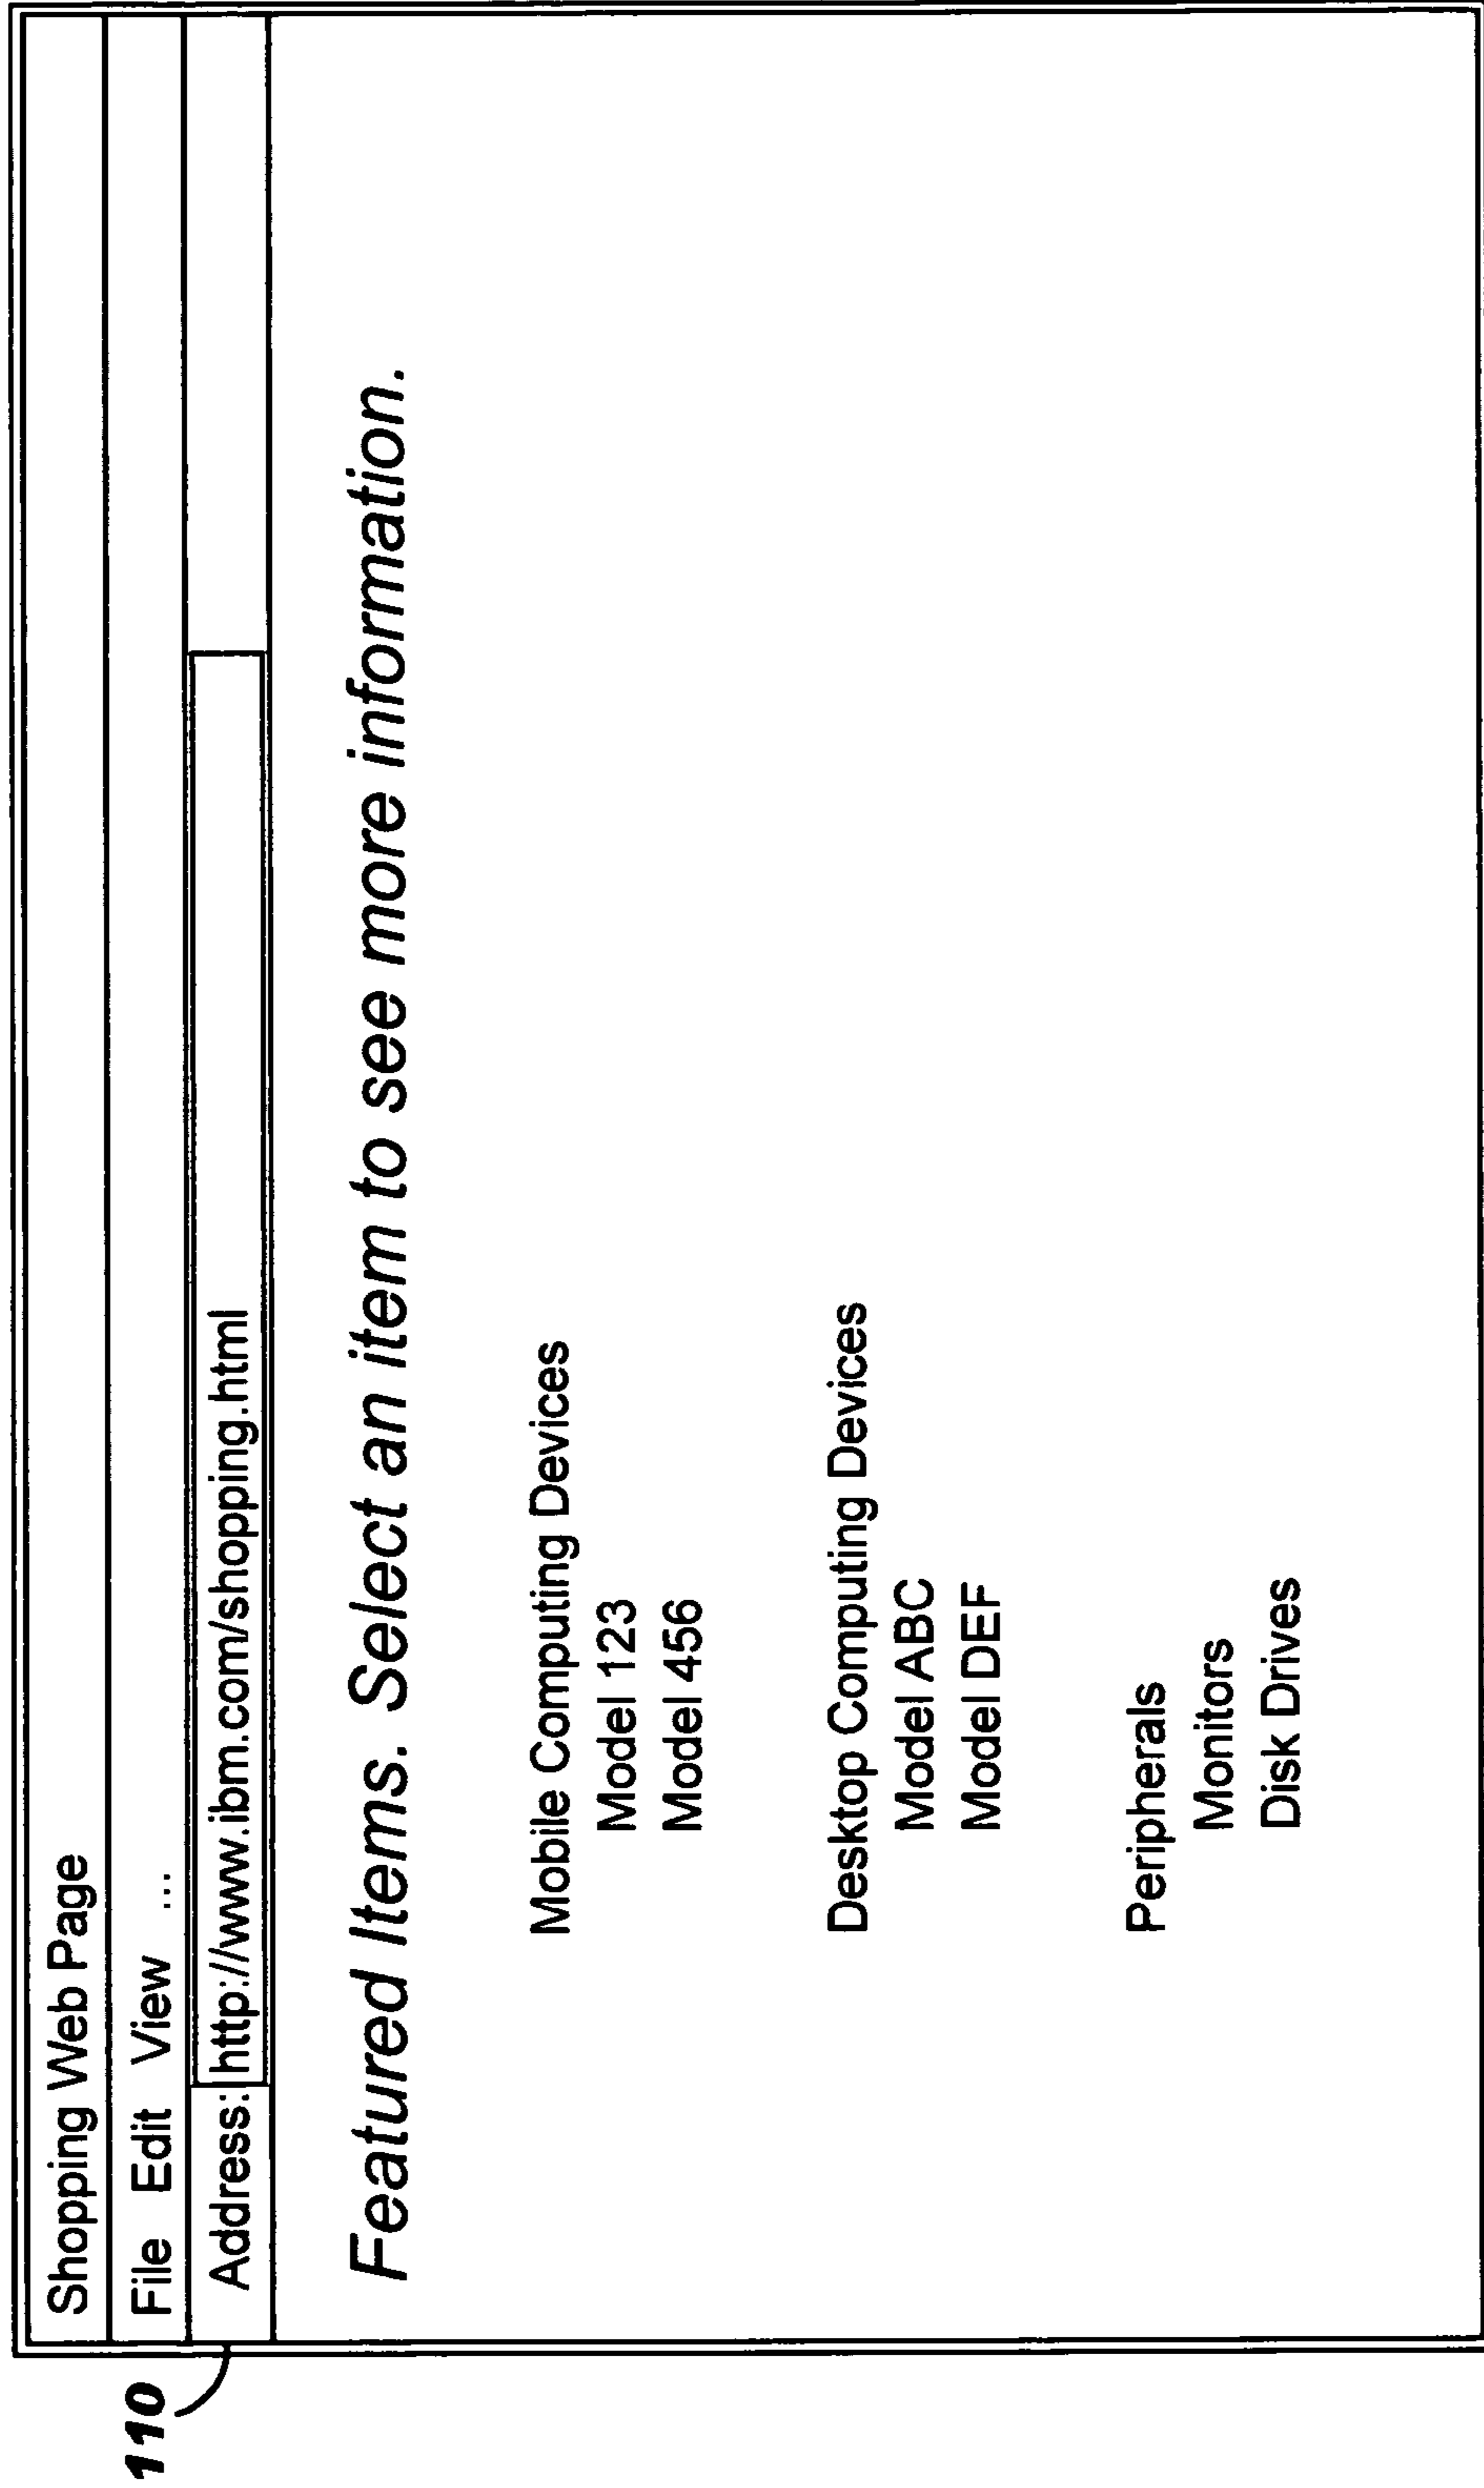 Shopping Web Page
File Edit View ...
110
Address: http://www.ibm.com/shopping.html
Featured Items. Select an item to see more information.
Mobile Computing Devices
Model 123
Model 456
Desktop Computing Devices
Model ABC
Model DEF
Peripherals
Monitors
Disk Drives